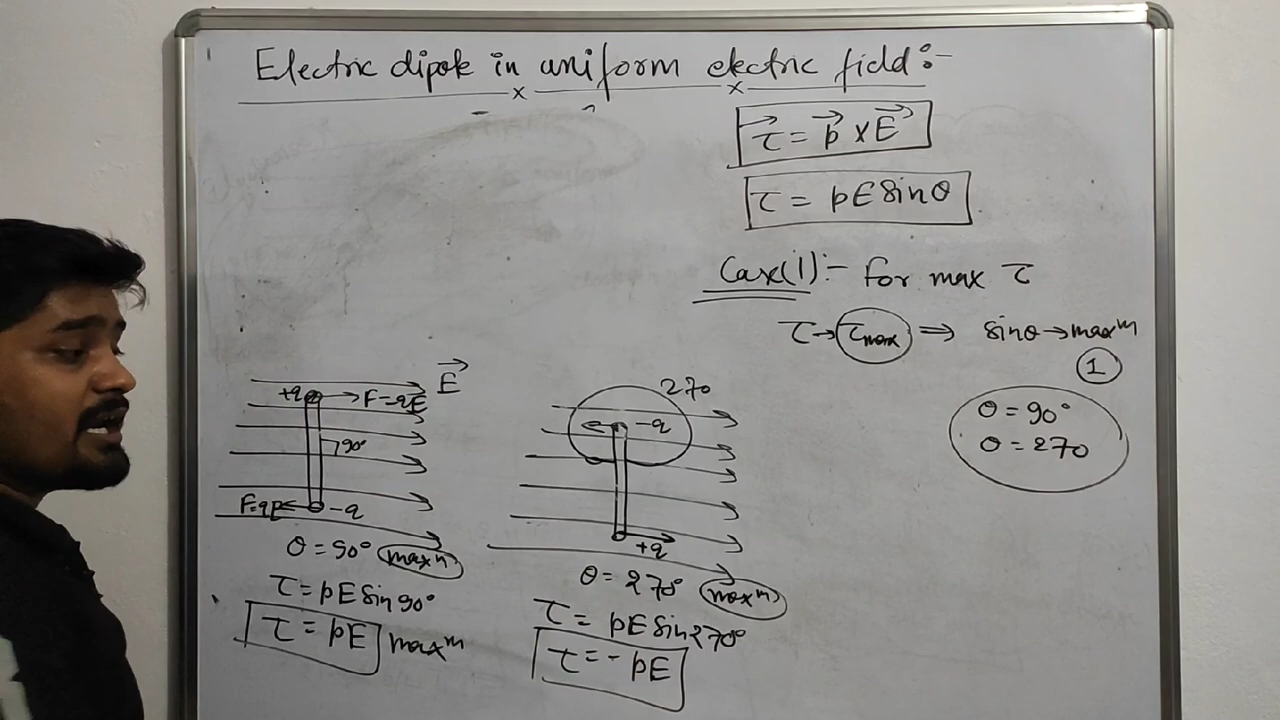 Electric dipole in uniform electric field:-
τ⃗ = p⃗ × E⃗
τ = pE sinθ
Case(1):- for max τ
τ → τmax ⇒ sinθ → maxᵐ
1
θ = 90°
θ = 270
E⃗
+q F=qE
90°
F=qE -q
θ = 90° maxᵐ
τ = pE sin 90°
τ = pE maxᵐ
270
-q
+q
θ = 270° maxᵐ
τ = pE sin 270°
τ = - pE